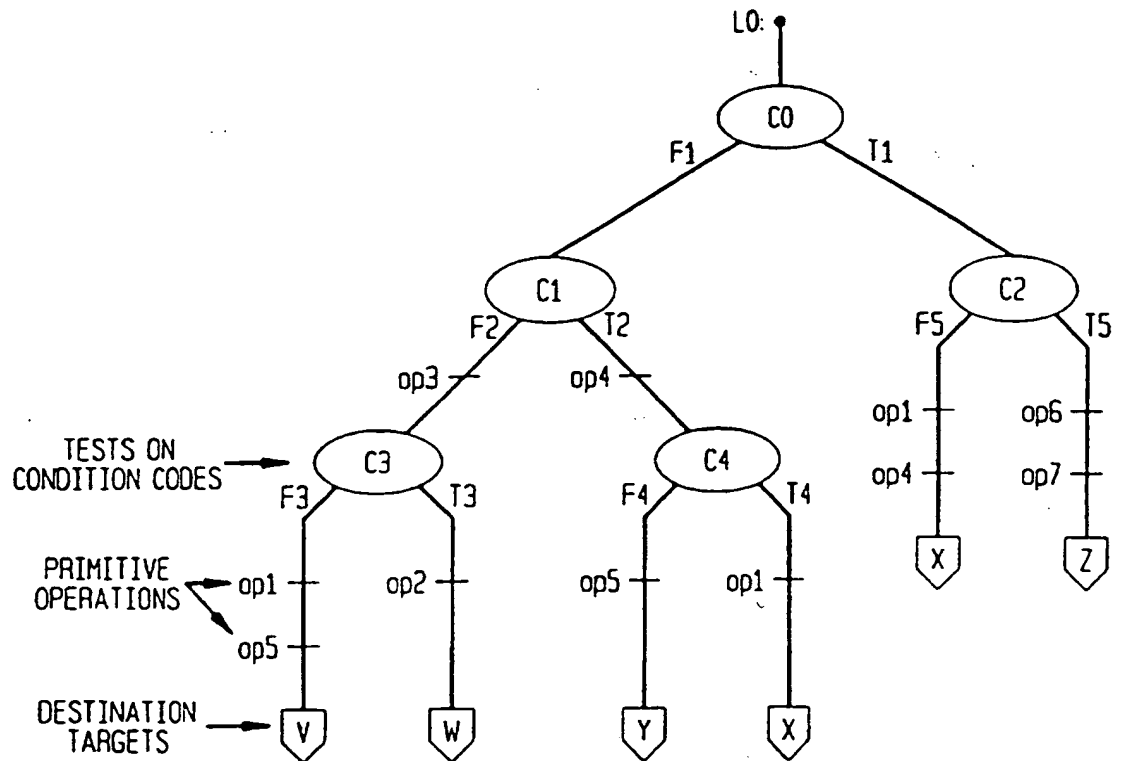 L0:
C0
F1
T1
C1
C2
F2
T2
F5
T5
op3
op4
op1
op6
TESTS ON
CONDITION CODES
C3
C4
op4
op7
F3
T3
F4
T4
X
Z
PRIMITIVE
OPERATIONS
op1
op2
op5
op1
op5
DESTINATION
TARGETS
V
W
Y
X